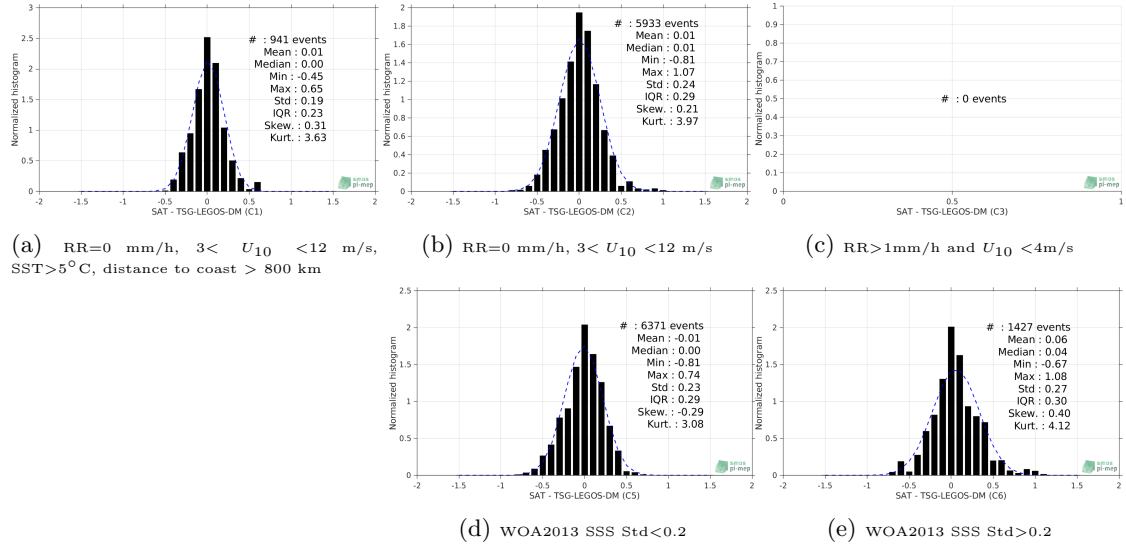 Normalized histogram
3
2.5
2
1.5
1
0.5
0
-2 -1.5 -1 -0.5 0 0.5 1 1.5 2
# : 941 events
Mean : 0.01
Median : 0.00
Min : -0.45
Max : 0.65
Std : 0.19
IQR : 0.23
Skew. : 0.31
Kurt. : 3.63
smos
pi-mep
SAT - TSG-LEGOS-DM (C1)
(a) RR=0 mm/h, 3< U10 <12 m/s,
SST>5°C, distance to coast > 800 km
Normalized histogram
2
1.8
1.6
1.4
1.2
1
0.8
0.6
0.4
0.2
0
-2 -1.5 -1 -0.5 0 0.5 1 1.5 2
# : 5933 events
Mean : 0.01
Median : 0.01
Min : -0.81
Max : 1.07
Std : 0.24
IQR : 0.29
Skew. : 0.21
Kurt. : 3.97
smos
pi-mep
SAT - TSG-LEGOS-DM (C2)
(b) RR=0 mm/h, 3< U10 <12 m/s
Normalized histogram
1
0.9
0.8
0.7
0.6
0.5
0.4
0.3
0.2
0.1
0
0 0.5 1
# : 0 events
smos
pi-mep
SAT - TSG-LEGOS-DM (C3)
(c) RR>1mm/h and U10 <4m/s
Normalized histogram
2.5
2
1.5
1
0.5
0
-2 -1.5 -1 -0.5 0 0.5 1 1.5 2
# : 6371 events
Mean : -0.01
Median : 0.00
Min : -0.81
Max : 0.74
Std : 0.23
IQR : 0.29
Skew. : -0.29
Kurt. : 3.08
smos
pi-mep
SAT - TSG-LEGOS-DM (C5)
(d) WOA2013 SSS Std<0.2
Normalized histogram
2.5
2
1.5
1
0.5
0
-2 -1.5 -1 -0.5 0 0.5 1 1.5 2
# : 1427 events
Mean : 0.06
Median : 0.04
Min : -0.67
Max : 1.08
Std : 0.27
IQR : 0.30
Skew. : 0.40
Kurt. : 4.12
smos
pi-mep
SAT - TSG-LEGOS-DM (C6)
(e) WOA2013 SSS Std>0.2